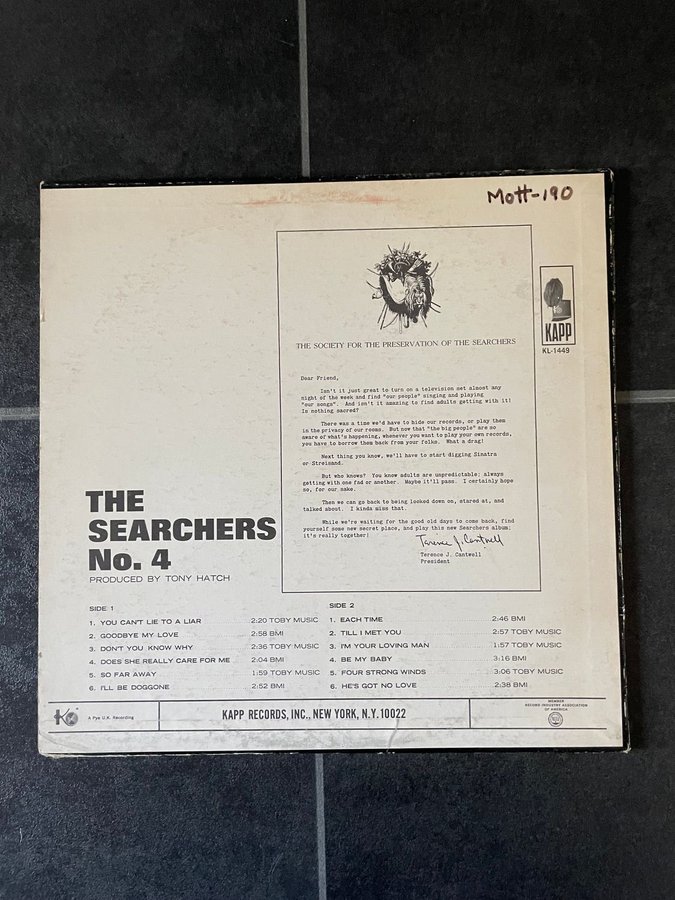 Mott-190
THE SOCIETY FOR THE PRESERVATION OF THE SEARCHERS
KAPP
KL-1449
Dear Friend,
Isn't it just great to turn on a television set almost any
night of the week and find "our people" singing and playing
"our songs". And isn't it amazing to find adults getting with it!
Is nothing sacred?
There was a time we'd have to hide our records, or play them
in the privacy of our rooms. But now that "the big people" are so
aware of what's happening, whenever you want to play your own records,
you have to borrow them back from your folks. What a drag!
Next thing you know, we'll have to start digging Sinatra
or Streisand.
But who knows? You know adults are unpredictable; always
getting with one fad or another. Maybe it'll pass. I certainly hope
so, for our sake.
Then we can go back to being looked down on, stared at, and
talked about. I kinda miss that.
While we're waiting for the good old days to come back, find
yourself some new secret place, and play this new Searchers album;
it's really together!
Terence J. Cantwell
Terence J. Cantwell
President
THE
SEARCHERS
No. 4
PRODUCED BY TONY HATCH
SIDE 1
1. YOU CAN'T LIE TO A LIAR 2:20 TOBY MUSIC
2. GOODBYE MY LOVE 2:58 BMI
3. DON'T YOU KNOW WHY 2:36 TOBY MUSIC
4. DOES SHE REALLY CARE FOR ME 2:04 BMI
5. SO FAR AWAY 1:59 TOBY MUSIC
6. I'LL BE DOGGONE 2:52 BMI
SIDE 2
1. EACH TIME 2:46 BMI
2. TILL I MET YOU 2:57 TOBY MUSIC
3. I'M YOUR LOVING MAN 1:57 TOBY MUSIC
4. BE MY BABY 3:16 BMI
5. FOUR STRONG WINDS 3:06 TOBY MUSIC
6. HE'S GOT NO LOVE 2:38 BMI
A Pye U.K. Recording
KAPP RECORDS, INC., NEW YORK, N.Y. 10022
MEMBER
RECORD INDUSTRY ASSOCIATION
OF AMERICA